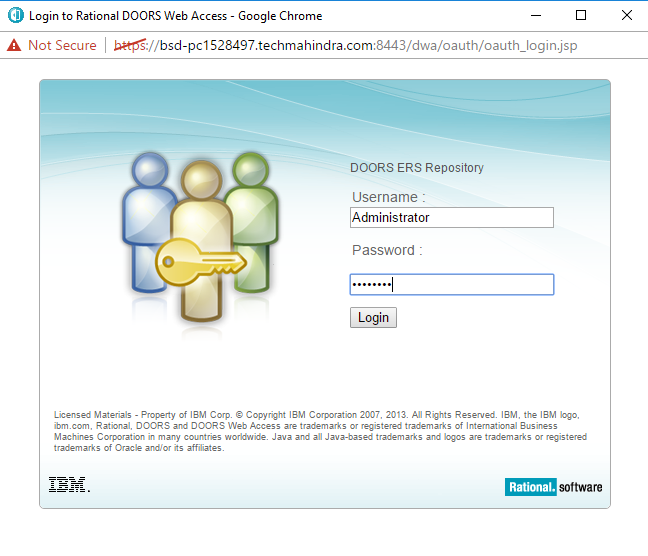 Login to Rational DOORS Web Access - Google Chrome
Not Secure | https://bsd-pc1528497.techmahindra.com:8443/dwa/oauth/oauth_login.jsp
DOORS ERS Repository
Username :
Administrator
Password :
••••••••
Login
Licensed Materials - Property of IBM Corp. © Copyright IBM Corporation 2007, 2013. All Rights Reserved. IBM, the IBM logo,
ibm.com, Rational, DOORS and DOORS Web Access are trademarks or registered trademarks of International Business
Machines Corporation in many countries worldwide. Java and all Java-based trademarks and logos are trademarks or registered
trademarks of Oracle and/or its affiliates.
IBM. Rational. software